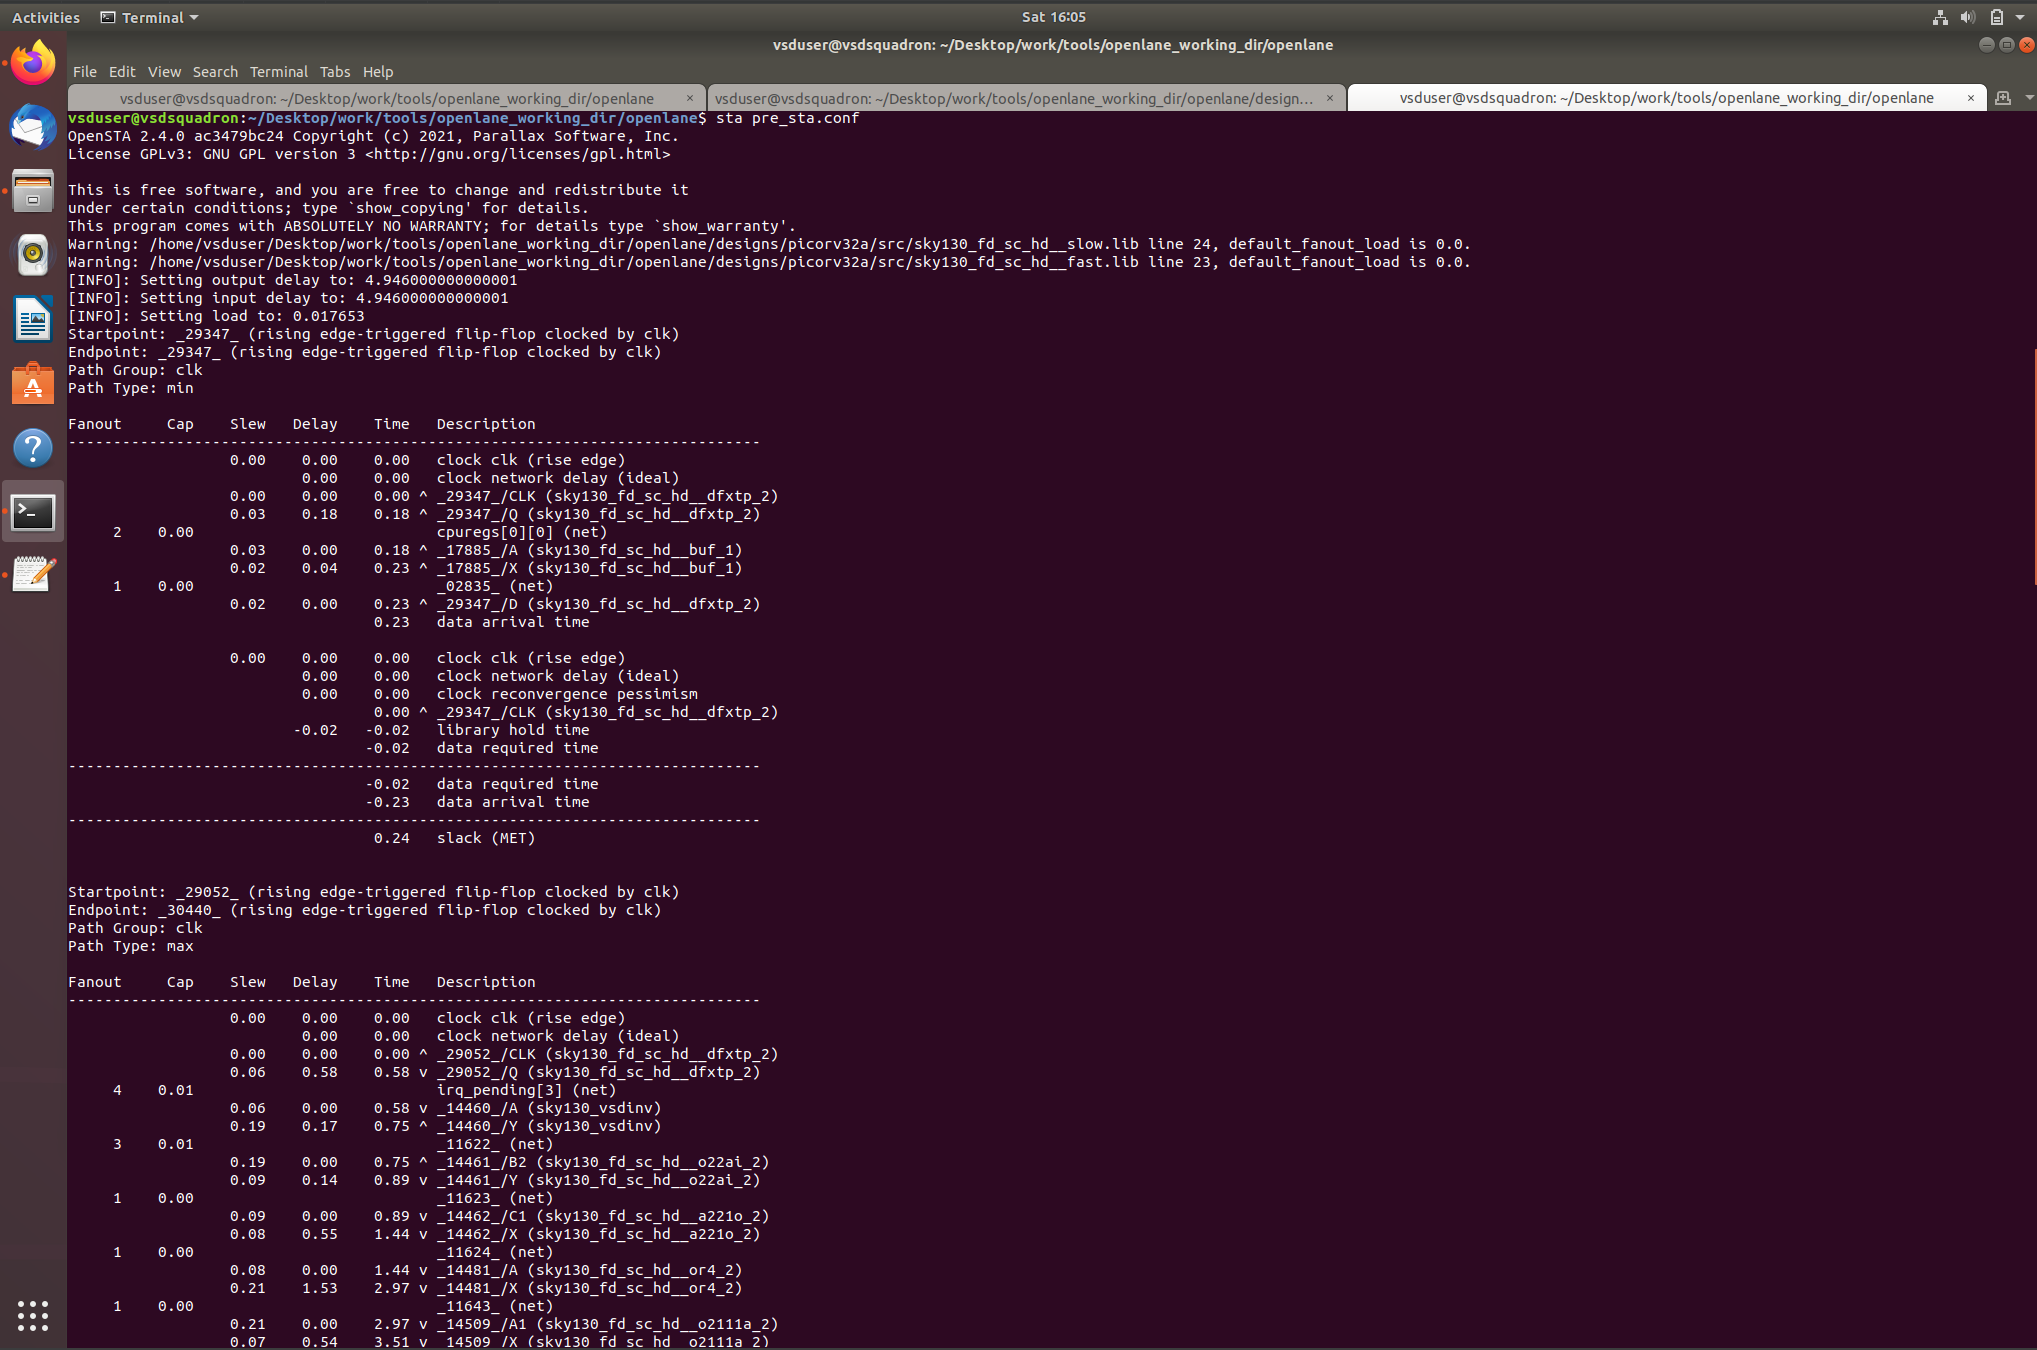 Activities Terminal Sat 16:05
vsduser@vsdsquadron: ~/Desktop/work/tools/openlane_working_dir/openlane
File Edit View Search Terminal Tabs Help
vsduser@vsdsquadron: ~/Desktop/work/tools/openlane_working_dir/openlane × vsduser@vsdsquadron: ~/Desktop/work/tools/openlane_working_dir/openlane/design... × vsduser@vsdsquadron: ~/Desktop/work/tools/openlane_working_dir/openlane ×
vsduser@vsdsquadron:~/Desktop/work/tools/openlane_working_dir/openlane$ sta pre_sta.conf
OpenSTA 2.4.0 ac3479bc24 Copyright (c) 2021, Parallax Software, Inc.
License GPLv3: GNU GPL version 3 <http://gnu.org/licenses/gpl.html>

This is free software, and you are free to change and redistribute it
under certain conditions; type `show_copying' for details.
This program comes with ABSOLUTELY NO WARRANTY; for details type `show_warranty'.
Warning: /home/vsduser/Desktop/work/tools/openlane_working_dir/openlane/designs/picorv32a/src/sky130_fd_sc_hd__slow.lib line 24, default_fanout_load is 0.0.
Warning: /home/vsduser/Desktop/work/tools/openlane_working_dir/openlane/designs/picorv32a/src/sky130_fd_sc_hd__fast.lib line 23, default_fanout_load is 0.0.
[INFO]: Setting output delay to: 4.946000000000001
[INFO]: Setting input delay to: 4.946000000000001
[INFO]: Setting load to: 0.017653
Startpoint: _29347_ (rising edge-triggered flip-flop clocked by clk)
Endpoint: _29347_ (rising edge-triggered flip-flop clocked by clk)
Path Group: clk
Path Type: min

Fanout     Cap    Slew   Delay    Time   Description
-----------------------------------------------------------------------------
                  0.00    0.00    0.00   clock clk (rise edge)
                          0.00    0.00   clock network delay (ideal)
                  0.00    0.00    0.00 ^ _29347_/CLK (sky130_fd_sc_hd__dfxtp_2)
                  0.03    0.18    0.18 ^ _29347_/Q (sky130_fd_sc_hd__dfxtp_2)
     2    0.00                           cpuregs[0][0] (net)
                  0.03    0.00    0.18 ^ _17885_/A (sky130_fd_sc_hd__buf_1)
                  0.02    0.04    0.23 ^ _17885_/X (sky130_fd_sc_hd__buf_1)
     1    0.00                           _02835_ (net)
                  0.02    0.00    0.23 ^ _29347_/D (sky130_fd_sc_hd__dfxtp_2)
                                  0.23   data arrival time

                  0.00    0.00    0.00   clock clk (rise edge)
                          0.00    0.00   clock network delay (ideal)
                          0.00    0.00   clock reconvergence pessimism
                                  0.00 ^ _29347_/CLK (sky130_fd_sc_hd__dfxtp_2)
                         -0.02   -0.02   library hold time
                                 -0.02   data required time
-----------------------------------------------------------------------------
                                 -0.02   data required time
                                 -0.23   data arrival time
-----------------------------------------------------------------------------
                                  0.24   slack (MET)

Startpoint: _29052_ (rising edge-triggered flip-flop clocked by clk)
Endpoint: _30440_ (rising edge-triggered flip-flop clocked by clk)
Path Group: clk
Path Type: max

Fanout     Cap    Slew   Delay    Time   Description
-----------------------------------------------------------------------------
                  0.00    0.00    0.00   clock clk (rise edge)
                          0.00    0.00   clock network delay (ideal)
                  0.00    0.00    0.00 ^ _29052_/CLK (sky130_fd_sc_hd__dfxtp_2)
                  0.06    0.58    0.58 v _29052_/Q (sky130_fd_sc_hd__dfxtp_2)
     4    0.01                           irq_pending[3] (net)
                  0.06    0.00    0.58 v _14460_/A (sky130_vsdinv)
                  0.19    0.17    0.75 ^ _14460_/Y (sky130_vsdinv)
     3    0.01                           _11622_ (net)
                  0.19    0.00    0.75 ^ _14461_/B2 (sky130_fd_sc_hd__o22ai_2)
                  0.09    0.14    0.89 v _14461_/Y (sky130_fd_sc_hd__o22ai_2)
     1    0.00                           _11623_ (net)
                  0.09    0.00    0.89 v _14462_/C1 (sky130_fd_sc_hd__a221o_2)
                  0.08    0.55    1.44 v _14462_/X (sky130_fd_sc_hd__a221o_2)
     1    0.00                           _11624_ (net)
                  0.08    0.00    1.44 v _14481_/A (sky130_fd_sc_hd__or4_2)
                  0.21    1.53    2.97 v _14481_/X (sky130_fd_sc_hd__or4_2)
     1    0.00                           _11643_ (net)
                  0.21    0.00    2.97 v _14509_/A1 (sky130_fd_sc_hd__o2111a_2)
                  0.07    0.54    3.51 v _14509_/X (sky130_fd_sc_hd__o2111a_2)